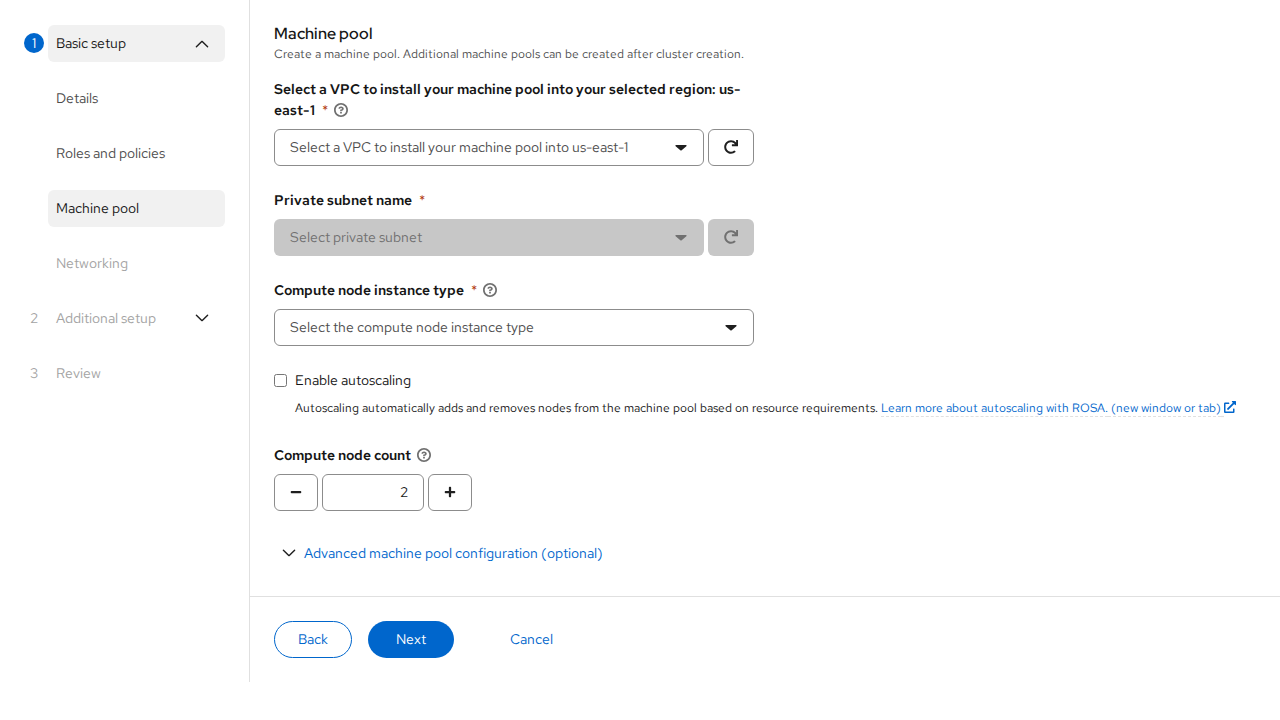 1 Basic setup
Details
Roles and policies
Machine pool
Networking
2 Additional setup
3 Review
Machine pool
Create a machine pool. Additional machine pools can be created after cluster creation.
Select a VPC to install your machine pool into your selected region: us-
east-1 *
Select a VPC to install your machine pool into us-east-1
Private subnet name *
Select private subnet
Compute node instance type *
Select the compute node instance type
Enable autoscaling
Autoscaling automatically adds and removes nodes from the machine pool based on resource requirements. Learn more about autoscaling with ROSA. (new window or tab)
Compute node count
2
Advanced machine pool configuration (optional)
Back Next Cancel